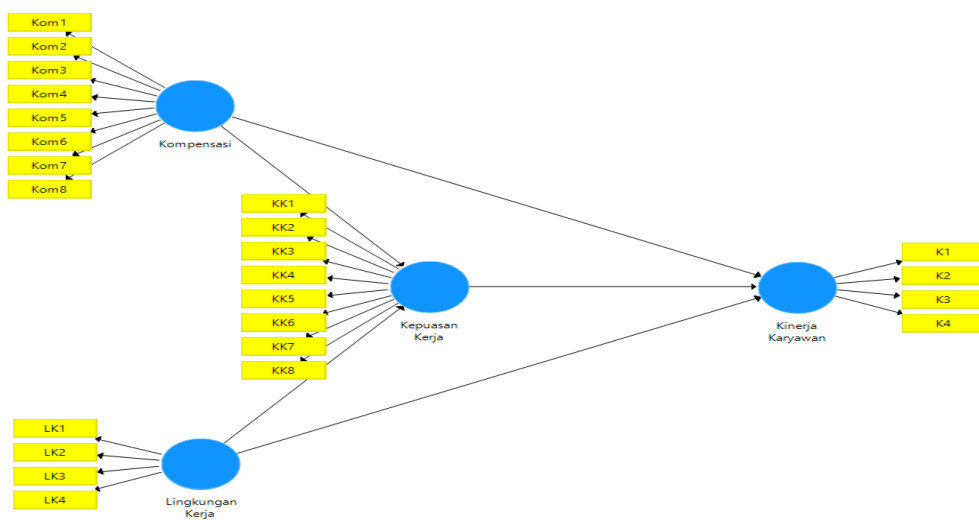 Kom1
Kom2
Kom3
Kom4
Kom5
Kom6
Kom7
Kom8
Kompensasi
KK1
KK2
KK3
KK4
KK5
KK6
KK7
KK8
Kepuasan
Kerja
K1
K2
K3
K4
Kinerja
Karyawan
LK1
LK2
LK3
LK4
Lingkungan
Kerja